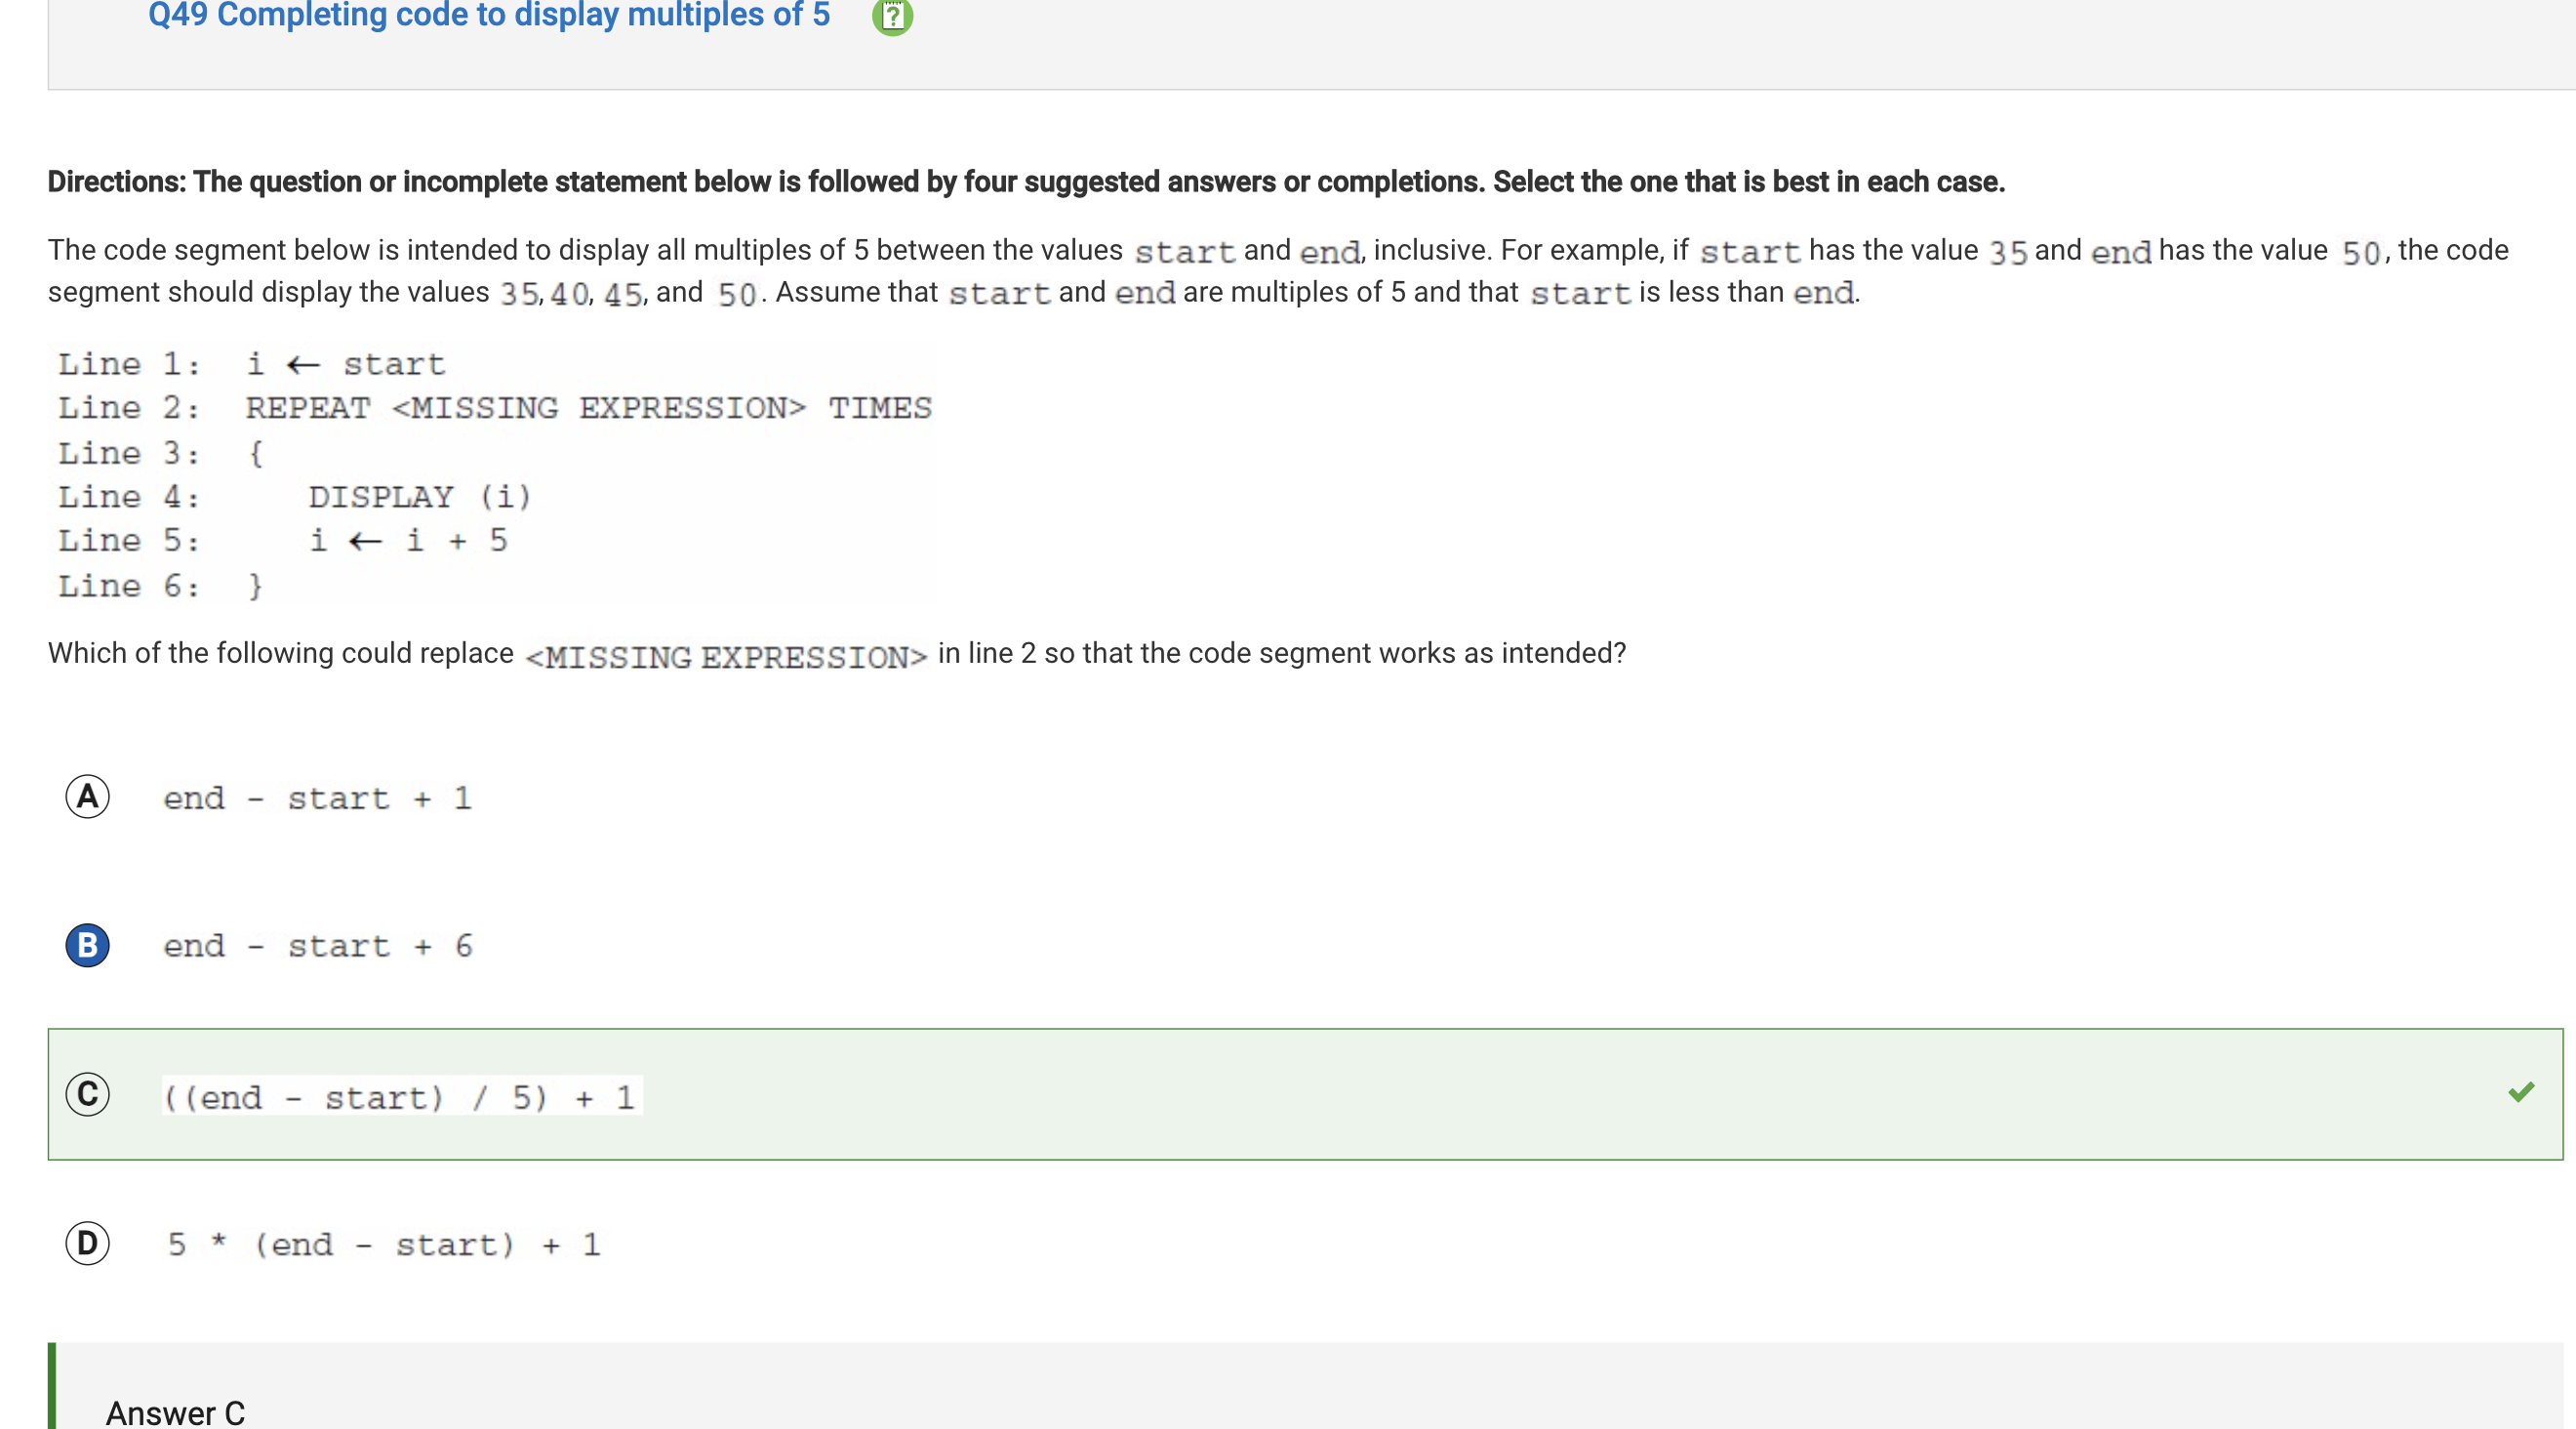 Q49 Completing code to display multiples of 5 ?
Directions: The question or incomplete statement below is followed by four suggested answers or completions. Select the one that is best in each case.
The code segment below is intended to display all multiples of 5 between the values start and end, inclusive. For example, if start has the value 35 and end has the value 50, the code
segment should display the values 35, 40, 45, and 50. Assume that start and end are multiples of 5 and that start is less than end.
Line 1: i ← start
Line 2: REPEAT <MISSING EXPRESSION> TIMES
Line 3: {
Line 4: DISPLAY (i)
Line 5: i ← i + 5
Line 6: }
Which of the following could replace <MISSING EXPRESSION> in line 2 so that the code segment works as intended?
A end - start + 1
B end - start + 6
C ((end - start) / 5) + 1
D 5 * (end - start) + 1
Answer C